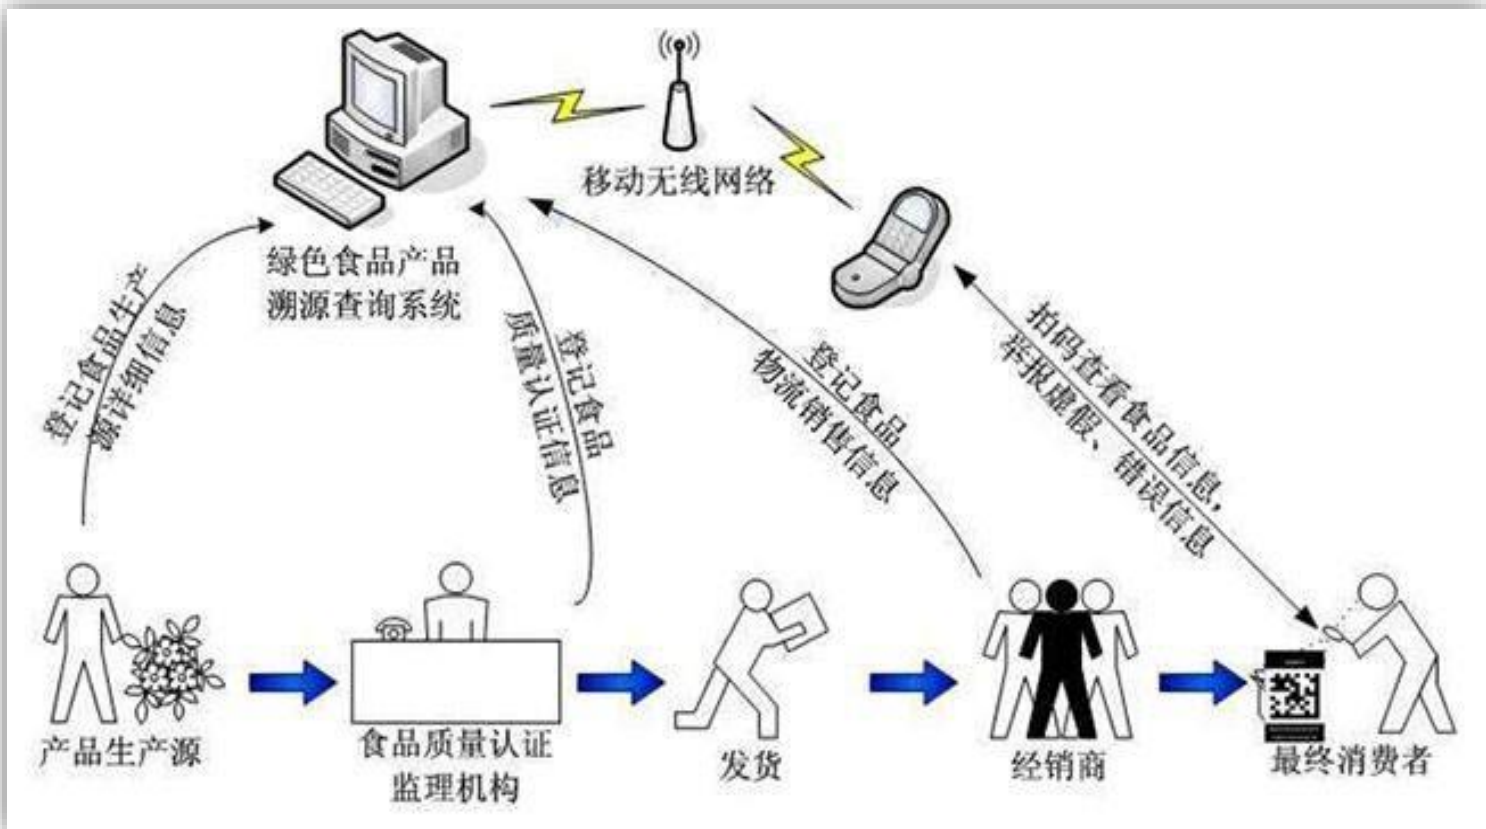 移动无线网络
绿色食品产品
溯源查询系统
登记食品生产
源详细信息
登记食品
质量认证信息
登记食品
物流销售信息
拍码查看食品信息,
举报虚假、错误信息
产品生产源
食品质量认证
监理机构
发货
经销商
最终消费者